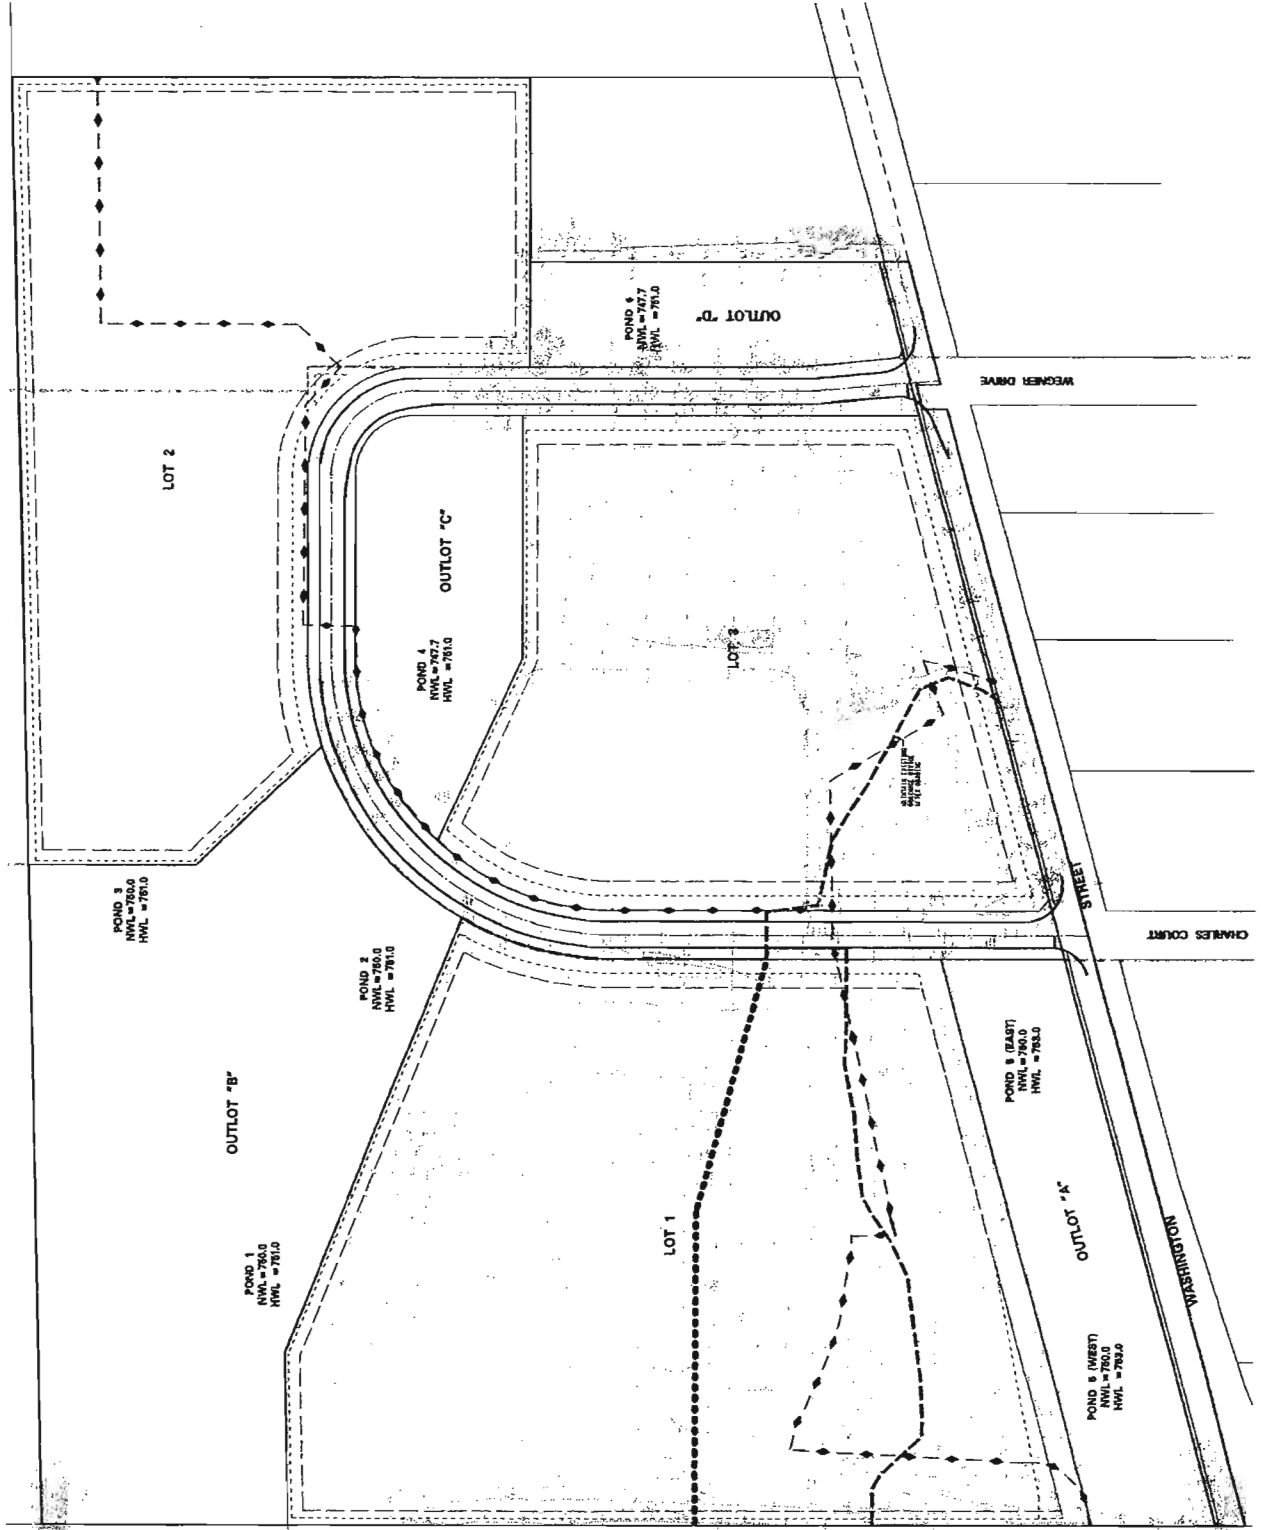 POND 6
NWL = 747.7
HWL = 751.0
OUTLOT "D"
WEGNER DRIVE
LOT 2
OUTLOT "C"
POND 4
NWL = 747.7
HWL = 751.0
LOT 3
STREET
CHARLES COURT
POND 3
NWL = 750.0
HWL = 751.0
POND 2
NWL = 750.0
HWL = 751.0
OUTLOT "B"
POND 5 (EAST)
NWL = 750.0
HWL = 753.0
OUTLOT "A"
LOT 1
POND 1
NWL = 750.0
HWL = 751.0
WASHINGTON
POND 5 (WEST)
NWL = 750.0
HWL = 753.0